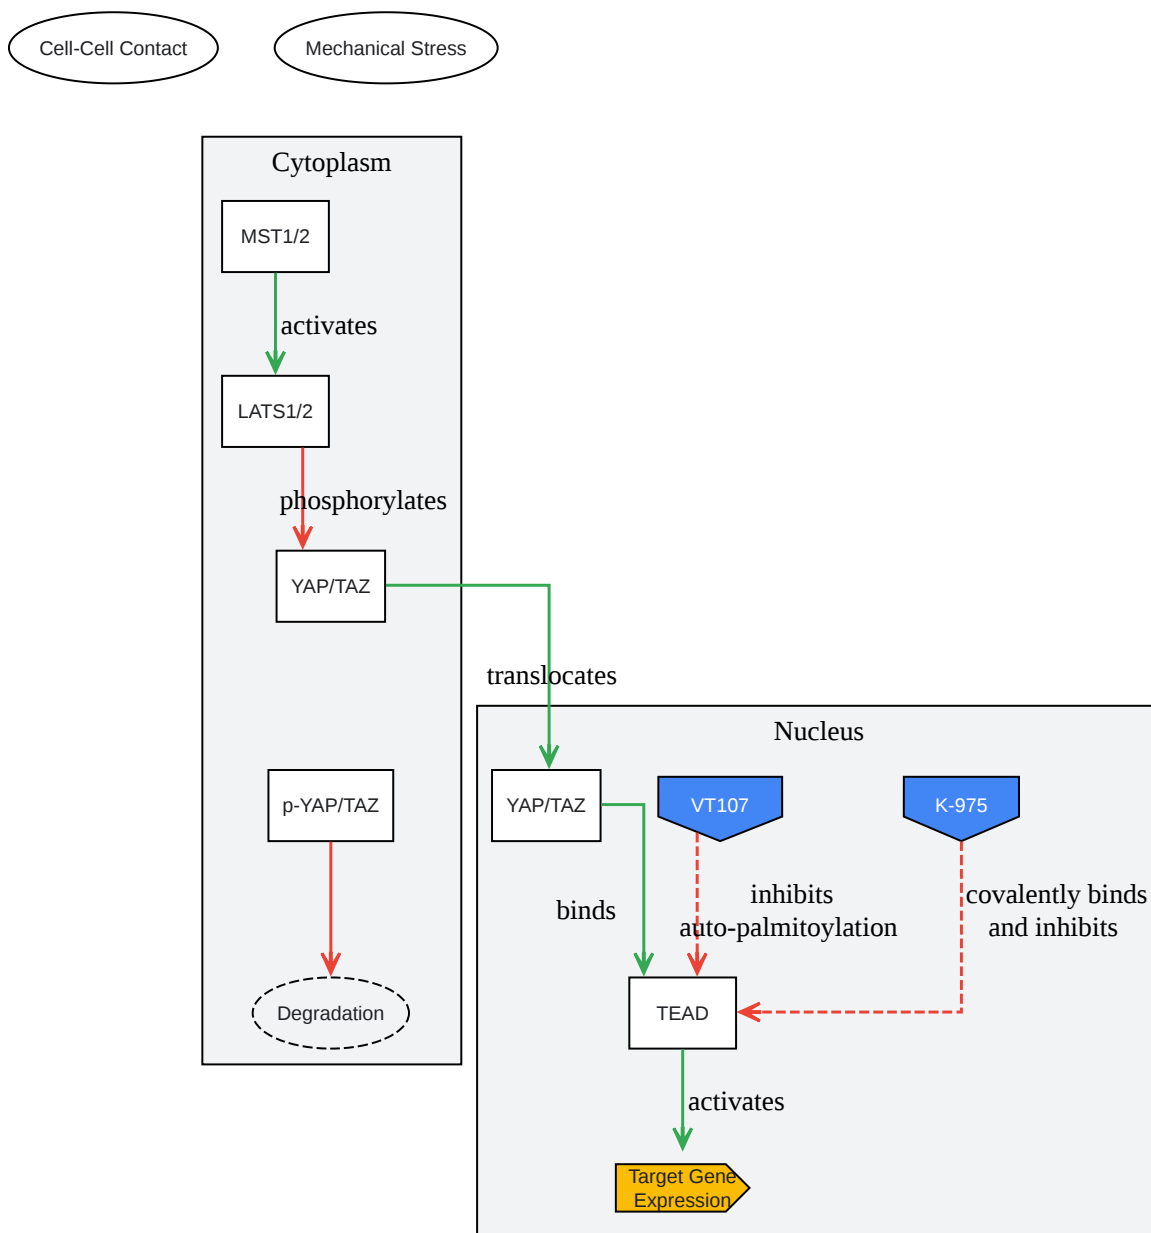 Cell-Cell Contact
Mechanical Stress
Cytoplasm
MST1/2
activates
LATS1/2
phosphorylates
YAP/TAZ
translocates
Nucleus
p-YAP/TAZ
YAP/TAZ
VT107
K-975
binds
inhibits
auto-palmitoylation
covalently binds
and inhibits
Degradation
TEAD
activates
Target Gene
Expression